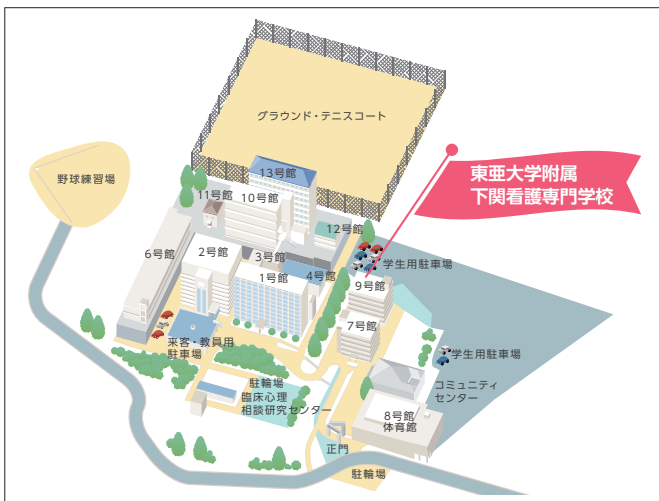 グラウンド・テニスコート
東亜大学附属
下関看護専門学校
野球練習場
13号館
11号館
10号館
12号館
6号館
2号館
3号館
1号館
4号館
学生用駐車場
9号館
7号館
来客・教員用
駐車場
学生用駐車場
駐輪場
臨床心理
相談研究センター
コミュニティ
センター
8号館
体育館
正門
駐輪場